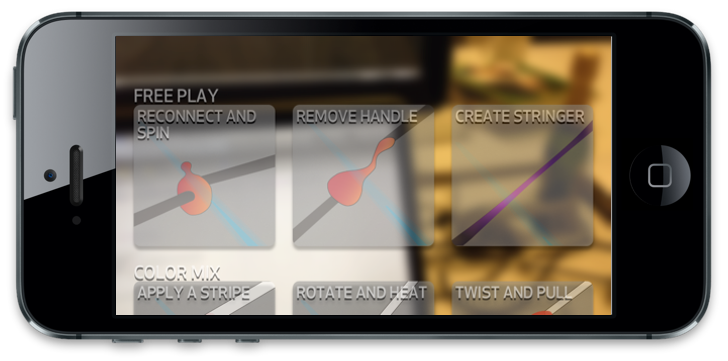 FREE PLAY
RECONNECT AND
SPIN
REMOVE HANDLE
CREATE STRINGER
COLOR MIX
APPLY A STRIPE
ROTATE AND HEAT
TWIST AND PULL